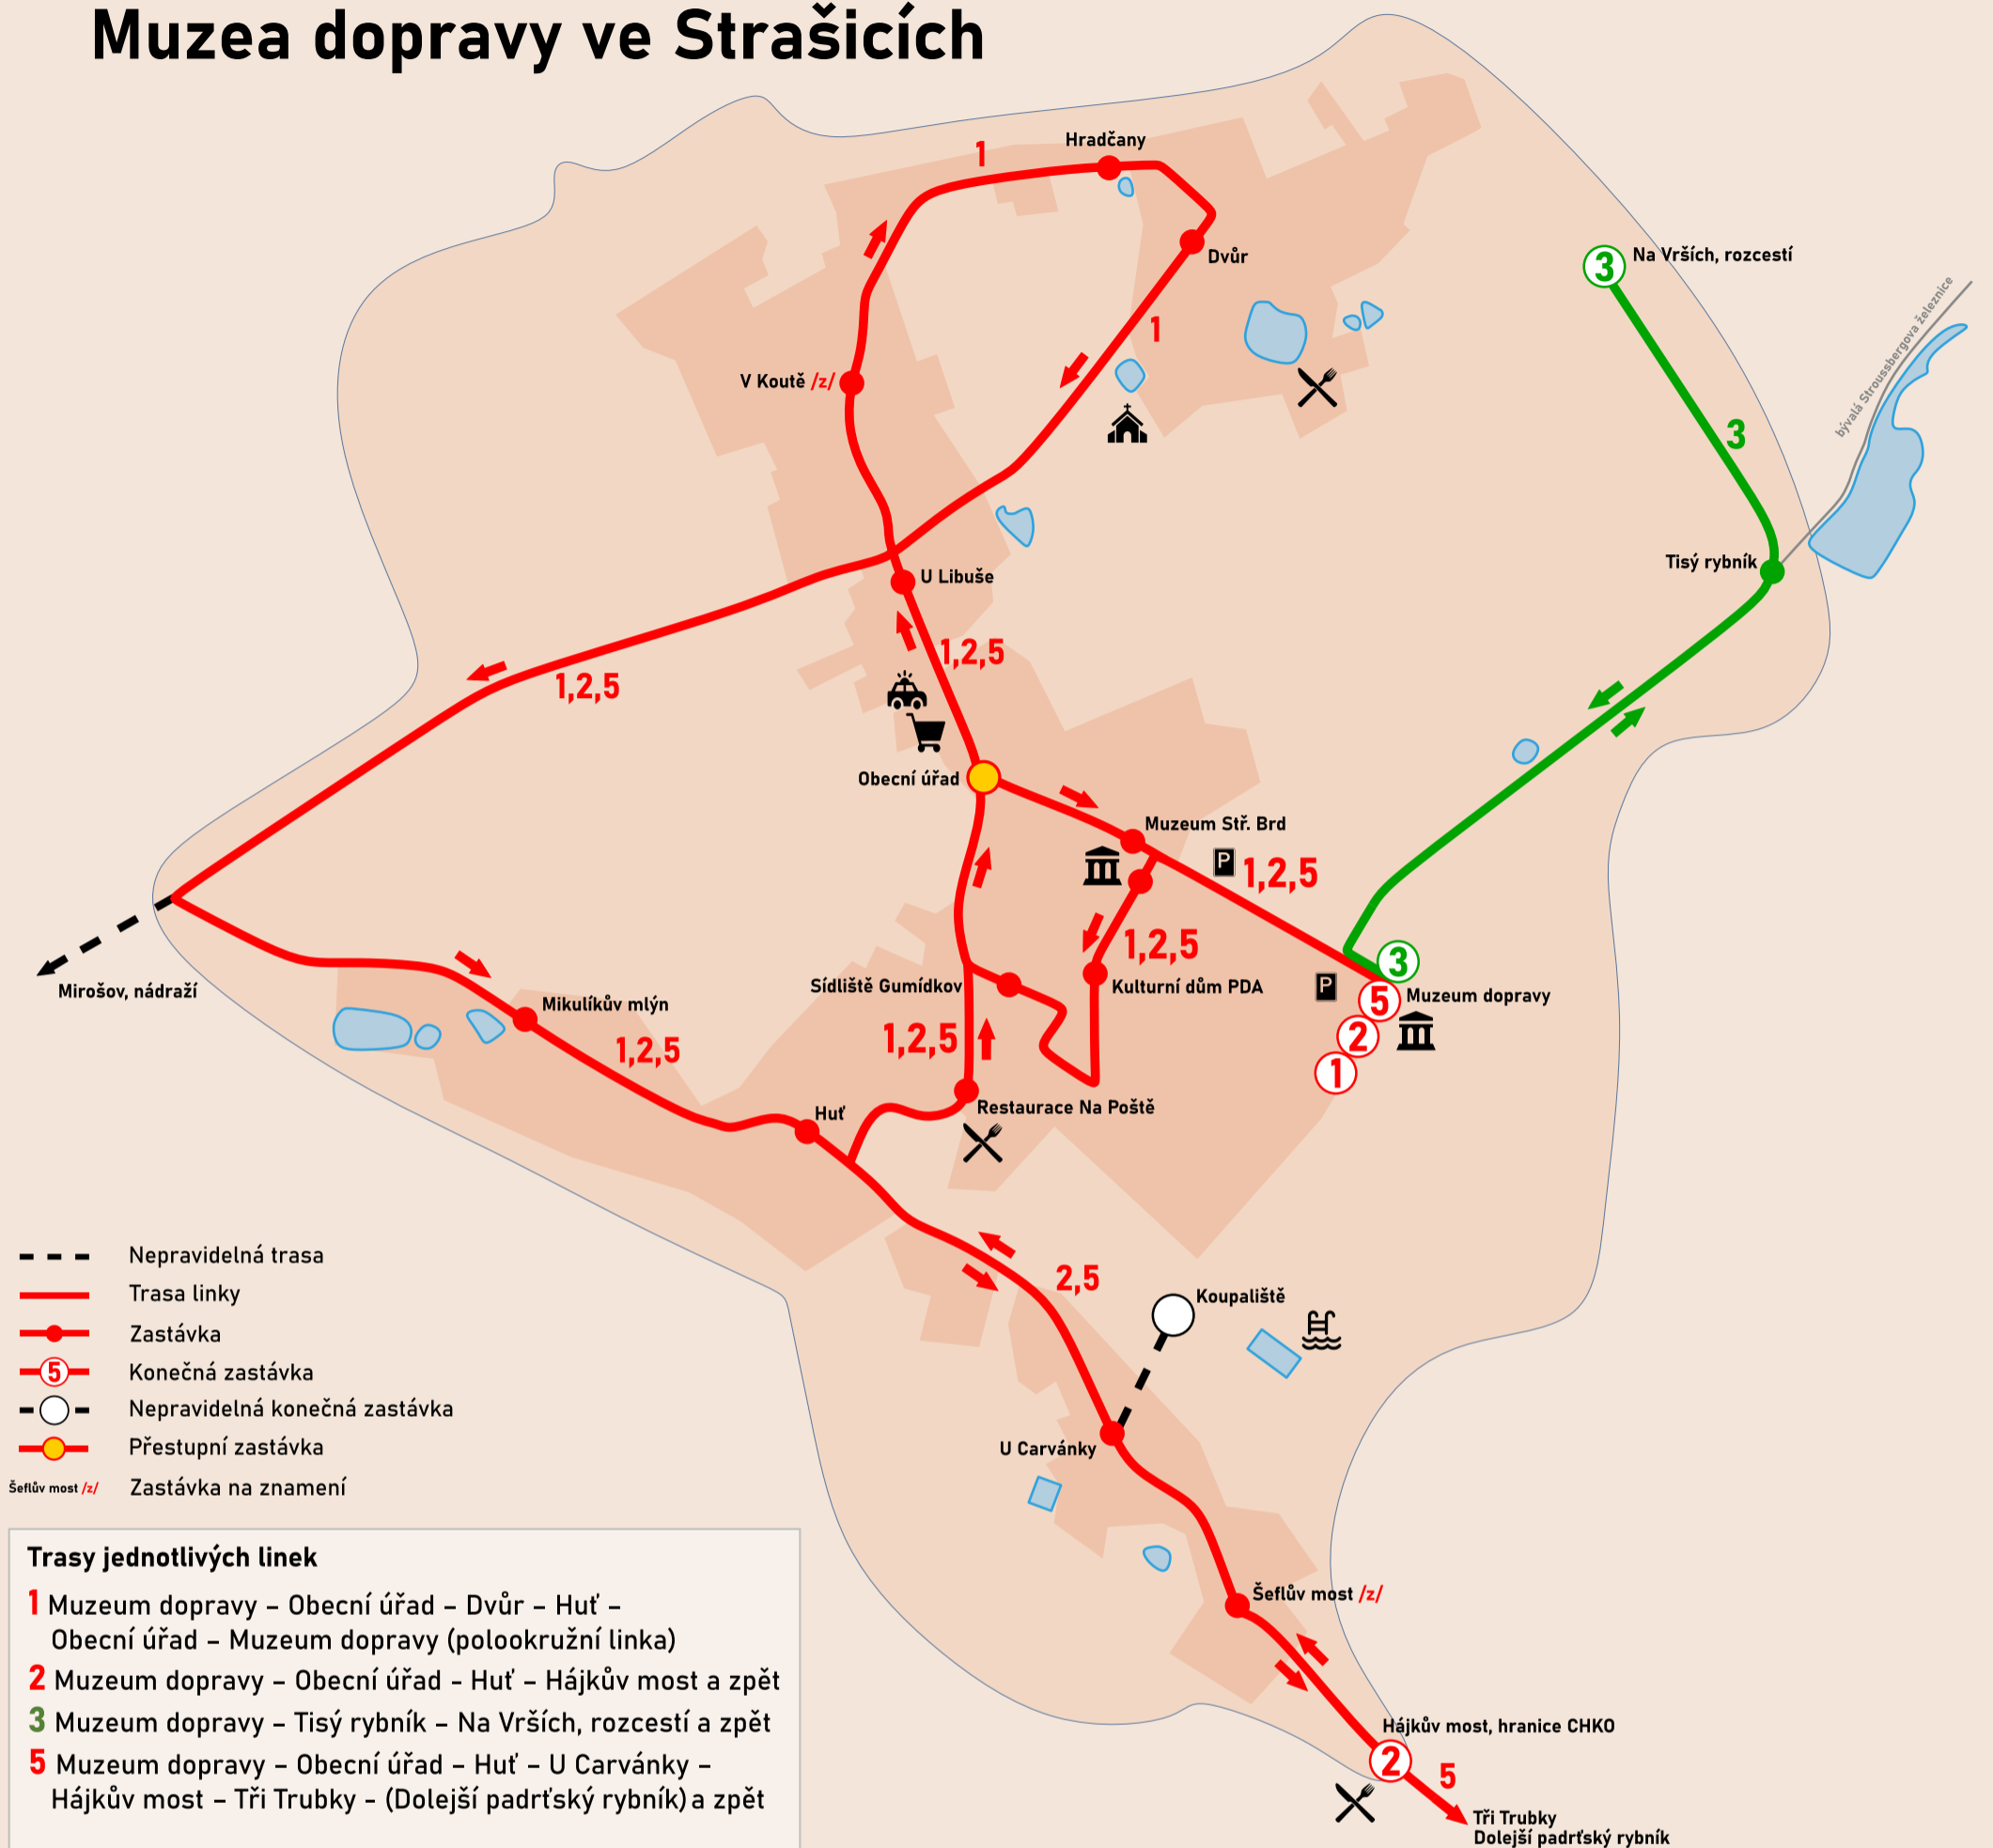 Muzea dopravy ve Strašicích
Hradčany
1
Dvůr
1
3
Na Vrších, rozcestí
bývalá Stroussbergova železnice
V Koutě /z/
3
Tisý rybník
U Libuše
1,2,5
1,2,5
Obecní úřad
Muzeum Stř. Brd
P
1,2,5
1,2,5
3
P
5
Muzeum dopravy
2
1
Sídliště Gumídkov
Kulturní dům PDA
Mirošov, nádraží
Mikulíkův mlýn
1,2,5
1,2,5
Huť
Restaurace Na Poště
2,5
Koupaliště
U Carvánky
Šeflův most /z/
Hájkův most, hranice CHKO
2
5
Tři Trubky
Dolejší padrťský rybník
Nepravidelná trasa
Trasa linky
Zastávka
5 Konečná zastávka
Nepravidelná konečná zastávka
Přestupní zastávka
Šeflův most /z/ Zastávka na znamení
Trasy jednotlivých linek
1 Muzeum dopravy – Obecní úřad – Dvůr – Huť –
Obecní úřad – Muzeum dopravy (polookružní linka)
2 Muzeum dopravy – Obecní úřad - Huť – Hájkův most a zpět
3 Muzeum dopravy – Tisý rybník – Na Vrších, rozcestí a zpět
5 Muzeum dopravy – Obecní úřad – Huť – U Carvánky –
Hájkův most – Tři Trubky - (Dolejší padrťský rybník) a zpět